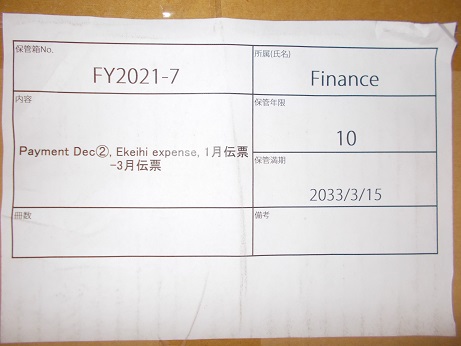 保管箱No.
FY2021-7
所属(氏名)
Finance
内容
Payment Dec②, Ekeihi expense, 1月伝票
-3月伝票
保管年限
10
保管満期
2033/3/15
冊数
備考